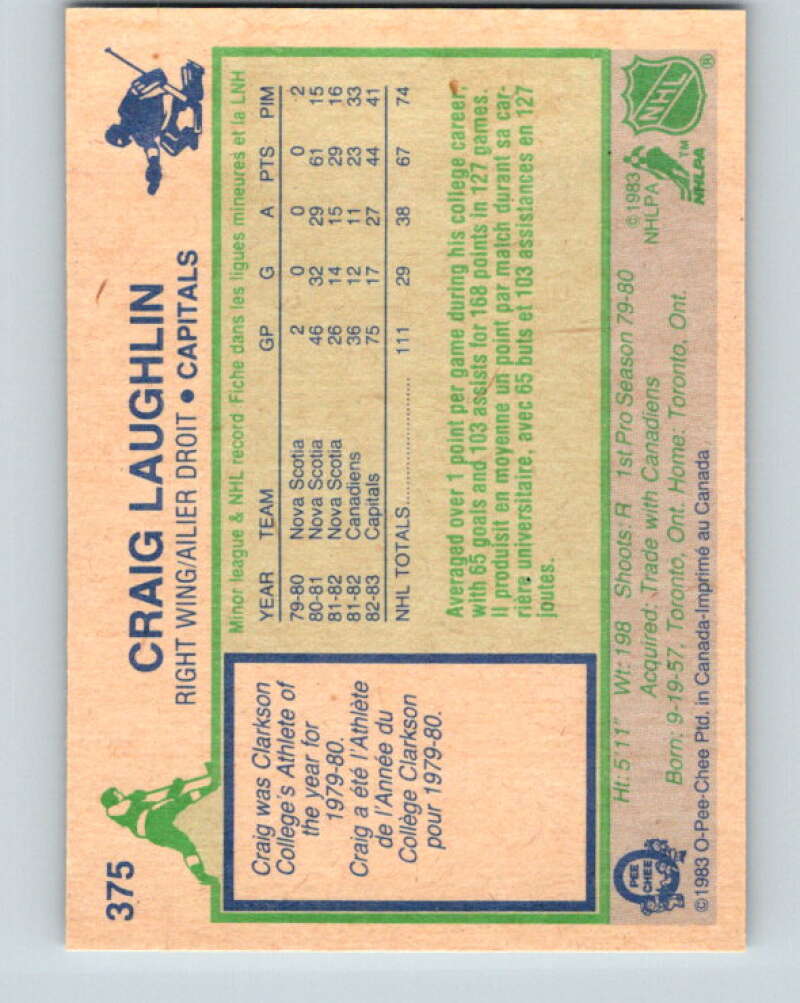 375
CRAIG LAUGHLIN
RIGHT WING/AILIER DROIT • CAPITALS
Craig was Clarkson
College's Athlete of
the year for
1979-80.
Craig a été l'Athlète
de l'Année du
Collège Clarkson
pour 1979-80.
Minor league & NHL record Fiche dans les ligues mineures et la LNH
YEAR TEAM GP G A PTS PIM
79-80 Nova Scotia 2 0 0 0 2
80-81 Nova Scotia 46 32 29 61 15
81-82 Nova Scotia 26 14 15 29 16
81-82 Canadiens 36 12 11 23 33
82-83 Capitals 75 17 27 44 41
NHL TOTALS.................... 111 29 38 67 74
Averaged over 1 point per game during his college career,
with 65 goals and 103 assists for 168 points in 127 games.
Il produisit en moyenne un point par match durant sa car-
rière universitaire, avec 65 buts et 103 assistances en 127
joutes.
Ht: 5'11" Wt: 198 Shoots: R 1st Pro Season 79-80
Acquired: Trade with Canadiens
Born: 9-19-57, Toronto, Ont. Home: Toronto, Ont.
©1983 O-Pee-Chee Ptd. in Canada-Imprimé au Canada
O
PEE
CHEE
©1983
NHLPA
NHLPA
TM
NHL
®